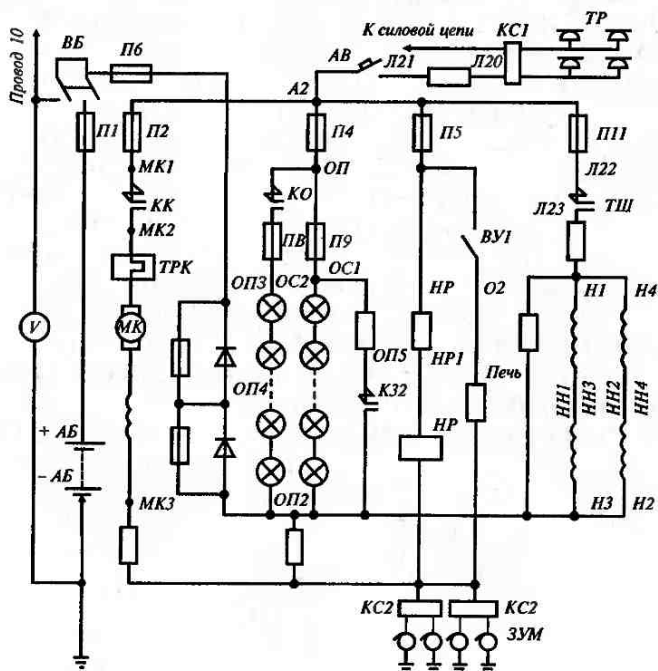 К силовой цепи
КС1
ТР
Провод 10
ВБ
П6
АВ
Л21
Л20
А2
П1
П2
П4
П5
П11
МК1
ОП
Л22
КК
КО
Л23
ТШ
МК2
ПВ
П9
ВУ1
ТРК
ОП3
ОС2
ОС1
НР
О2
Н1
Н4
V
МК
ОП5
НР1
ОП4
К32
Печь
НН1
НН3
НН2
НН4
+ АБ
НР
– АБ
ОП2
МК3
Н3
Н2
КС2
КС2
ЗУМ